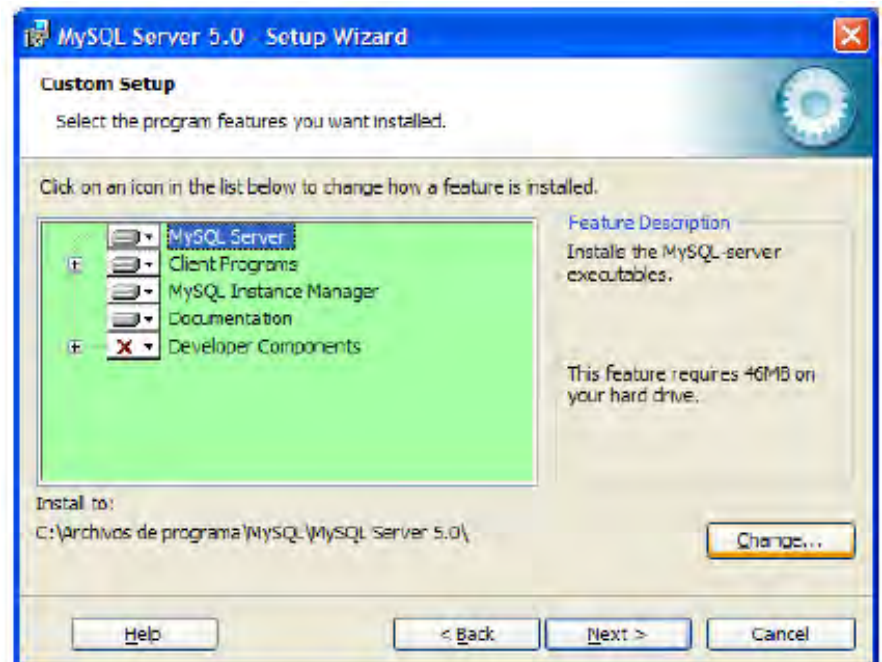 MySQL Server 5.0 - Setup Wizard
Custom Setup
Select the program features you want installed.
Click on an icon in the list below to change how a feature is installed.
MySQL Server
Client Programs
MySQL Instance Manager
Documentation
Developer Components
Feature Description
Installs the MySQL-server
executables.
This feature requires 46MB on
your hard drive.
Install to:
C:\Archivos de programa\MySQL\MySQL Server 5.0\
Change...
Help
< Back
Next >
Cancel